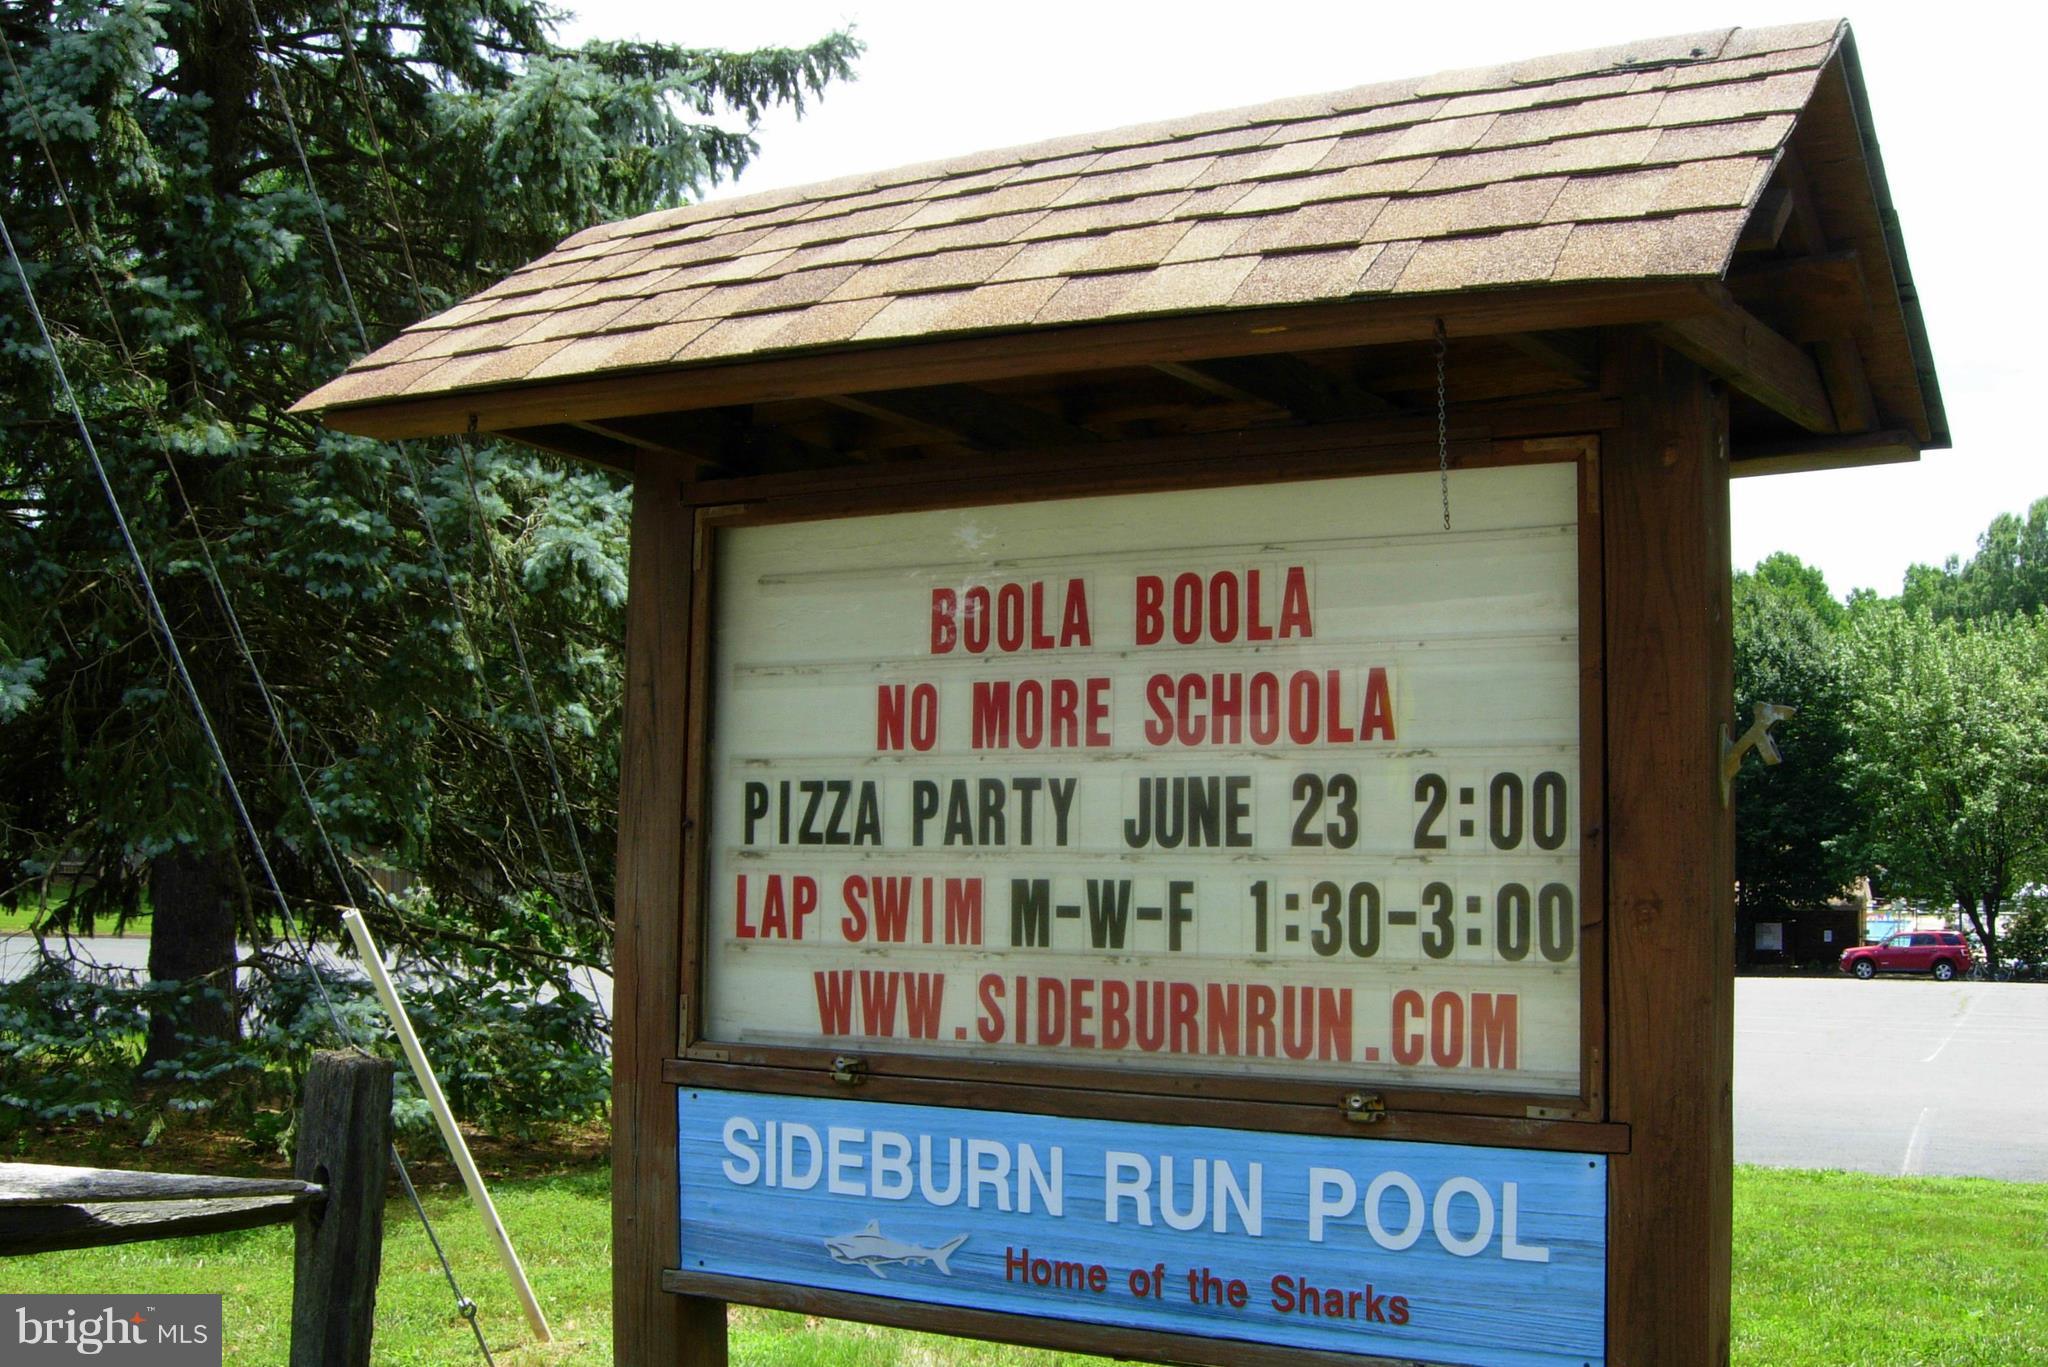 BOOLA BOOLA
NO MORE SCHOOLA
PIZZA PARTY JUNE 23 2:00
LAP SWIM M-W-F 1:30-3:00
WWW.SIDEBURNRUN.COM
SIDEBURN RUN POOL
Home of the Sharks
bright™ MLS